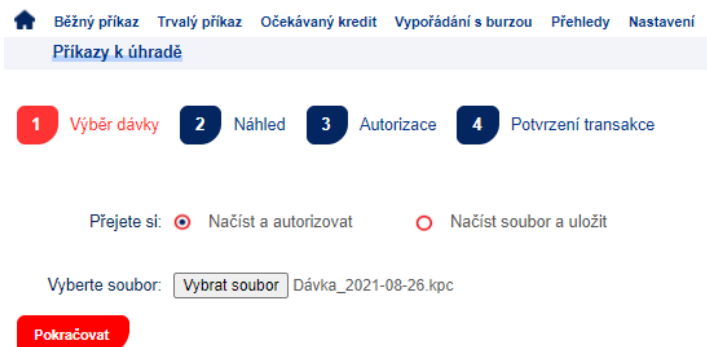 Běžný příkaz Trvalý příkaz Očekávaný kredit Vypořádání s burzou Přehledy Nastavení
Příkazy k úhradě
1 Výběr dávky 2 Náhled 3 Autorizace 4 Potvrzení transakce
Přejete si: Načíst a autorizovat Načíst soubor a uložit
Vyberte soubor: Vybrat soubor Dávka_2021-08-26.kpc
Pokračovat